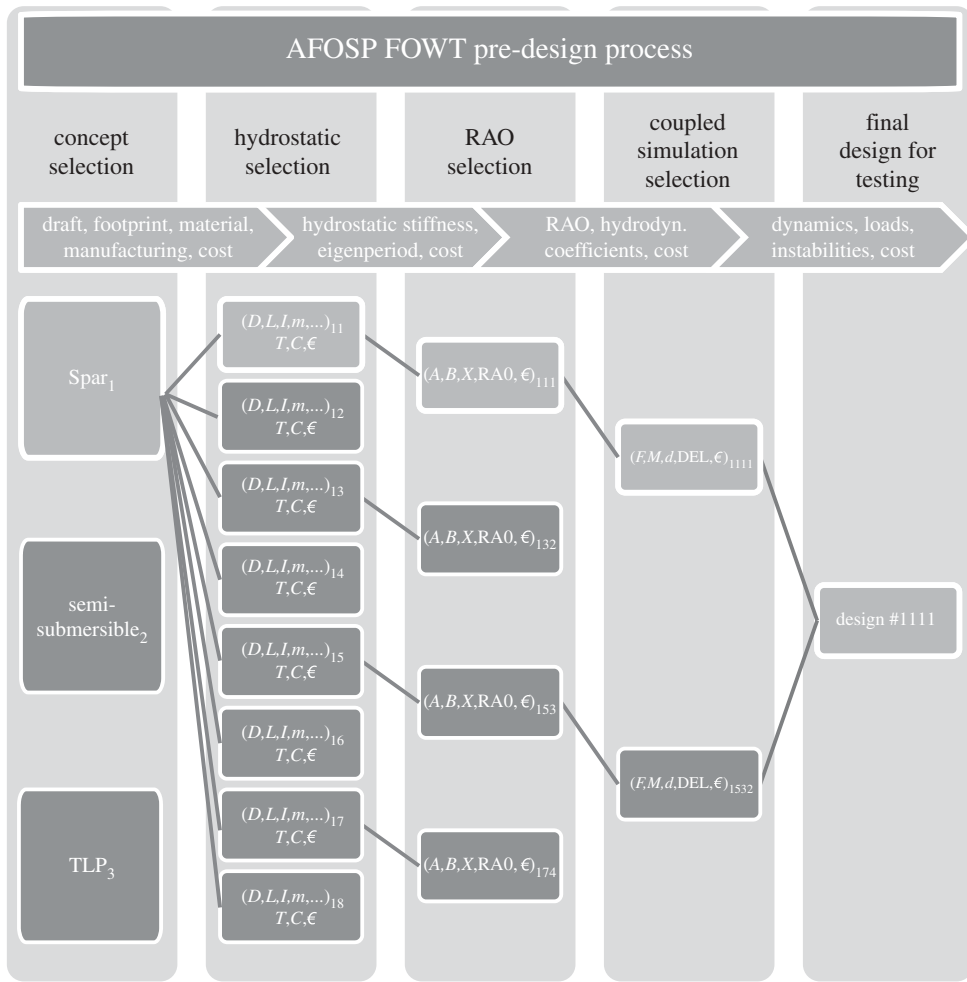 AFOSP FOWT pre-design process
concept
selection
hydrostatic
selection
RAO
selection
coupled
simulation
selection
final
design for
testing
draft, footprint, material,
manufacturing, cost
hydrostatic stiffness,
eigenperiod, cost
RAO, hydrodyn.
coefficients, cost
dynamics, loads,
instabilities, cost
Spar1
semi-
submersible2
TLP3
(D,L,I,m,...)11
T,C,€
(D,L,I,m,...)12
T,C,€
(D,L,I,m,...)13
T,C,€
(D,L,I,m,...)14
T,C,€
(D,L,I,m,...)15
T,C,€
(D,L,I,m,...)16
T,C,€
(D,L,I,m,...)17
T,C,€
(D,L,I,m,...)18
T,C,€
(A,B,X,RA0, €)111
(A,B,X,RA0, €)132
(A,B,X,RA0, €)153
(A,B,X,RA0, €)174
(F,M,d,DEL,€)1111
(F,M,d,DEL,€)1532
design #1111